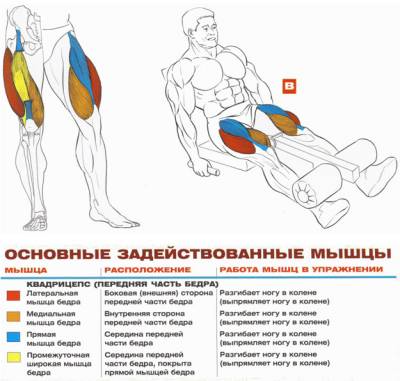 B
ОСНОВНЫЕ ЗАДЕЙСТВОВАННЫЕ МЫШЦЫ
МЫШЦА РАСПОЛОЖЕНИЕ РАБОТА МЫШЦ В УПРАЖНЕНИИ
КВАДРИЦЕПС (ПЕРЕДНЯЯ ЧАСТЬ БЕДРА)
Латеральная Боковая (внешняя) сторона Разгибает ногу в колене
мышца бедра передней части бедра (выпрямляет ногу в колене)
Медиальная Внутренняя сторона Разгибает ногу в колене
мышца бедра передней части бедра (выпрямляет ногу в колене)
Прямая Середина передней Разгибает ногу в колене
мышца бедра части бедра (выпрямляет ногу в колене)
Промежуточная Середина передней Разгибает ногу в колене
широкая мышца части бедра, покрыта (выпрямляет ногу в колене)
бедра прямой мышцей бедра